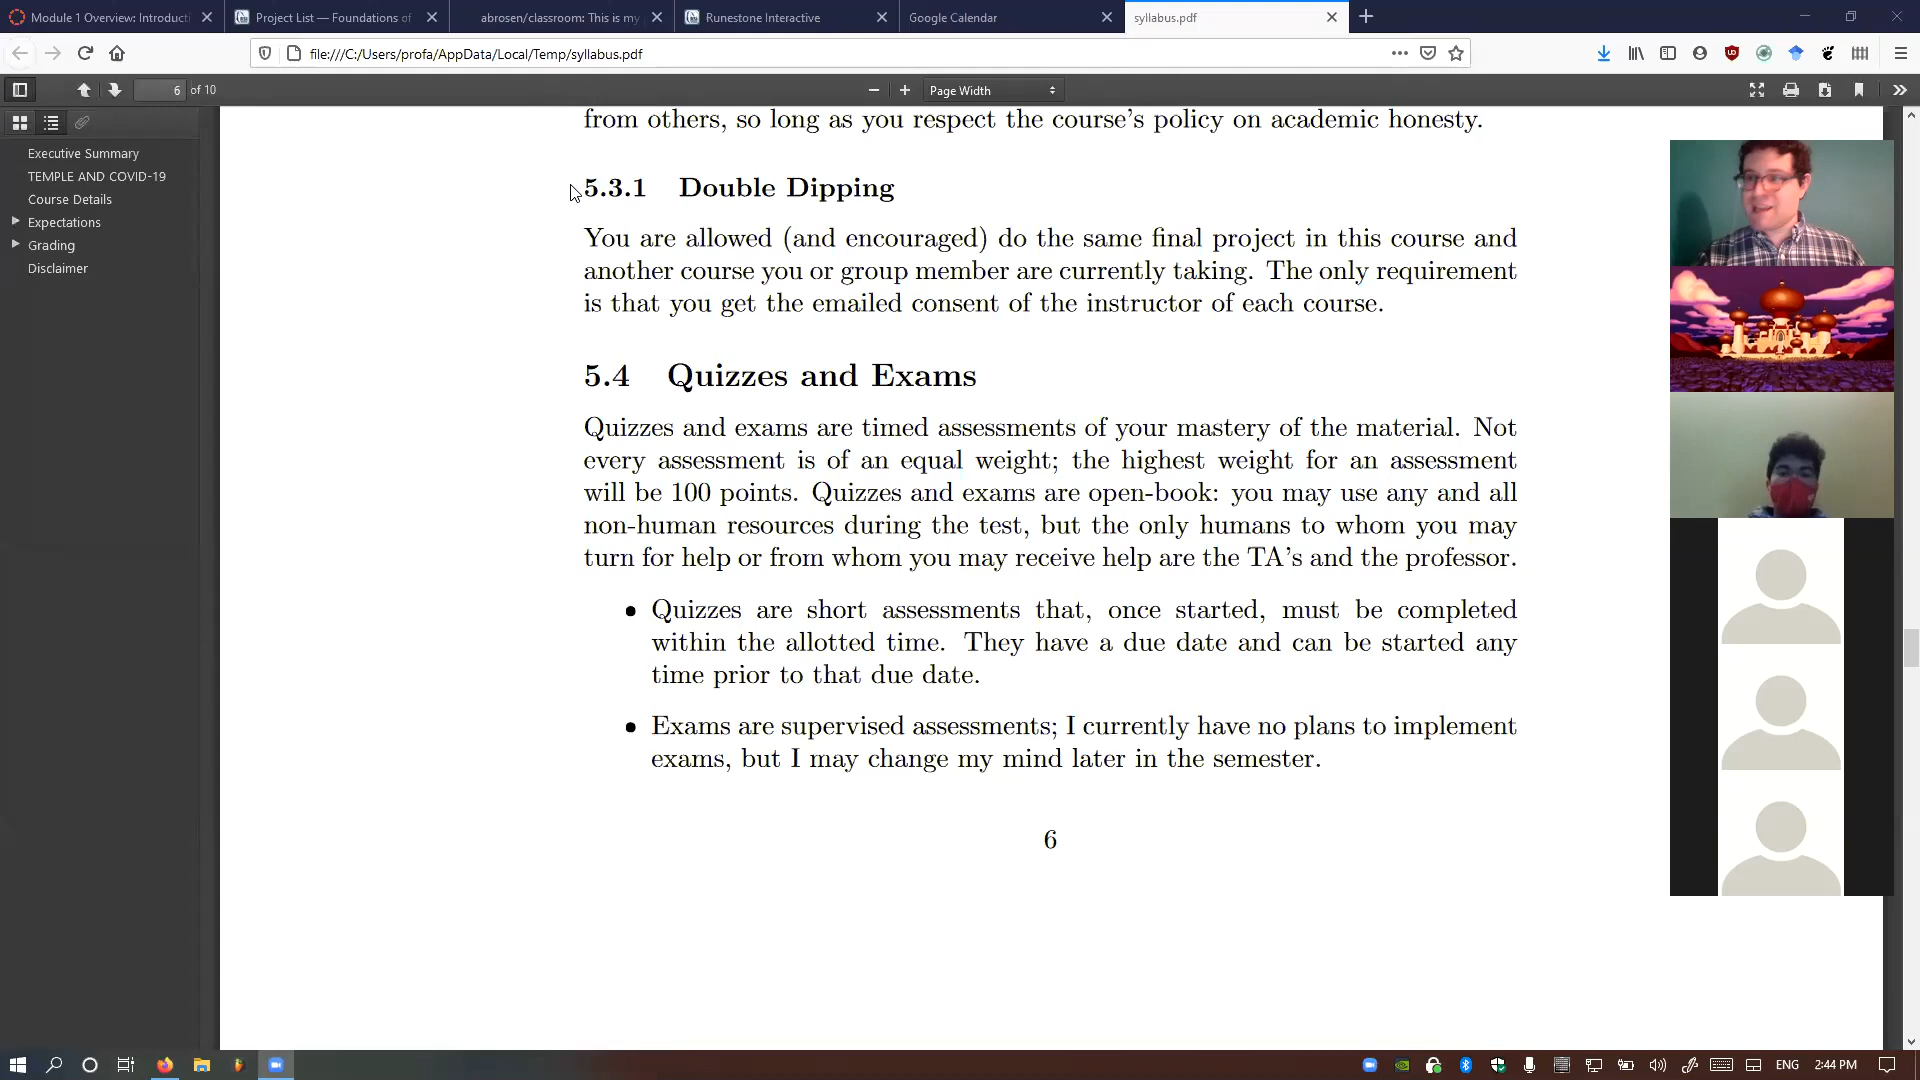 Module 1 Overview: Introducti
Project List — Foundations of
abrosen/classroom: This is my
Runestone Interactive
Google Calendar
syllabus.pdf
file:///C:/Users/profa/AppData/Local/Temp/syllabus.pdf
6 of 10
Page Width
Executive Summary
TEMPLE AND COVID-19
Course Details
Expectations
Grading
Disclaimer
from others, so long as you respect the course's policy on academic honesty.
5.3.1 Double Dipping
You are allowed (and encouraged) do the same final project in this course and
another course you or group member are currently taking. The only requirement
is that you get the emailed consent of the instructor of each course.
5.4 Quizzes and Exams
Quizzes and exams are timed assessments of your mastery of the material. Not
every assessment is of an equal weight; the highest weight for an assessment
will be 100 points. Quizzes and exams are open-book: you may use any and all
non-human resources during the test, but the only humans to whom you may
turn for help or from whom you may receive help are the TA's and the professor.
• Quizzes are short assessments that, once started, must be completed
within the allotted time. They have a due date and can be started any
time prior to that due date.
• Exams are supervised assessments; I currently have no plans to implement
exams, but I may change my mind later in the semester.
6
ENG
2:44 PM